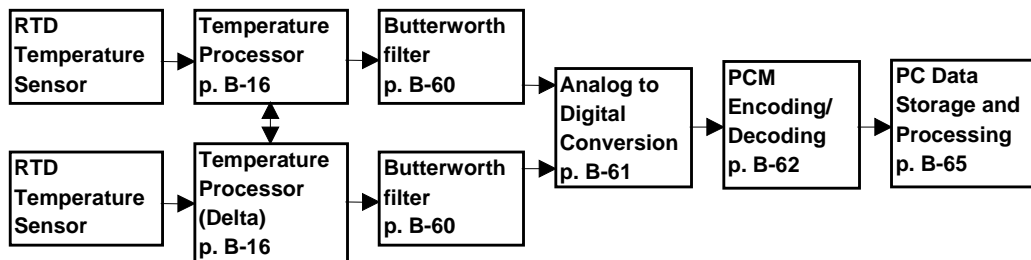 RTD
Temperature
Sensor
Temperature
Processor
p. B-16
Butterworth
filter
p. B-60
Analog to
Digital
Conversion
p. B-61
PCM
Encoding/
Decoding
p. B-62
PC Data
Storage and
Processing
p. B-65
RTD
Temperature
Sensor
Temperature
Processor
(Delta)
p. B-16
Butterworth
filter
p. B-60